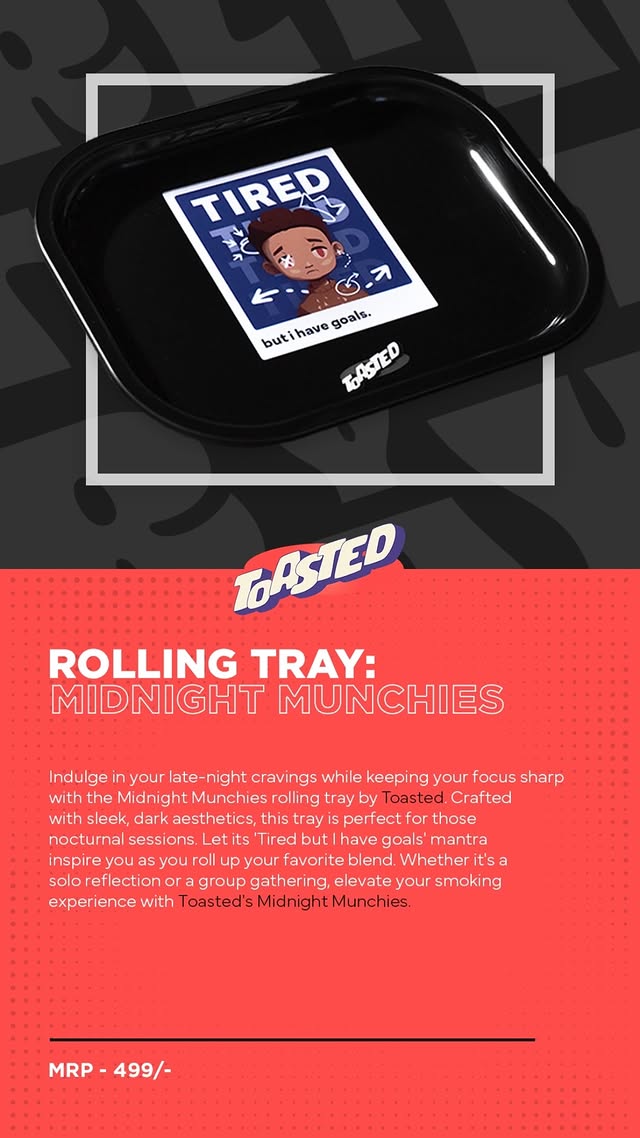 TIRED
but i have goals.
TOASTED
TOASTED
ROLLING TRAY:
MIDNIGHT MUNCHIES
Indulge in your late-night cravings while keeping your focus sharp
with the Midnight Munchies rolling tray by Toasted. Crafted
with sleek, dark aesthetics, this tray is perfect for those
nocturnal sessions. Let its 'Tired but I have goals' mantra
inspire you as you roll up your favorite blend. Whether it's a
solo reflection or a group gathering, elevate your smoking
experience with Toasted's Midnight Munchies.
MRP - 499/-